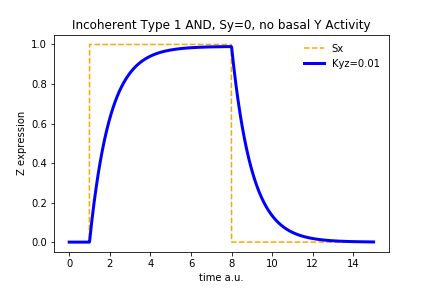 Incoherent Type 1 AND, Sy=0, no basal Y Activity
Sx
Kyz=0.01
Z expression
1.0
0.8
0.6
0.4
0.2
0.0
0 2 4 6 8 10 12 14
time a.u.